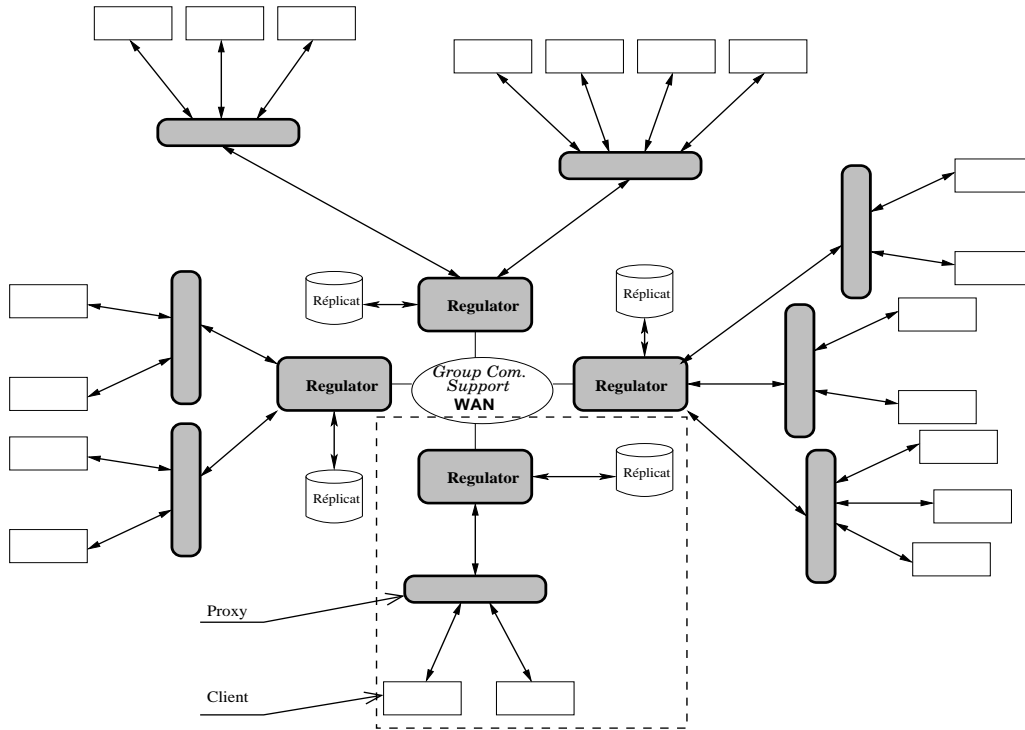 Réplicat
Regulator
Réplicat
Regulator
Group Com.
Support
WAN
Regulator
Réplicat
Regulator
Réplicat
Proxy
Client